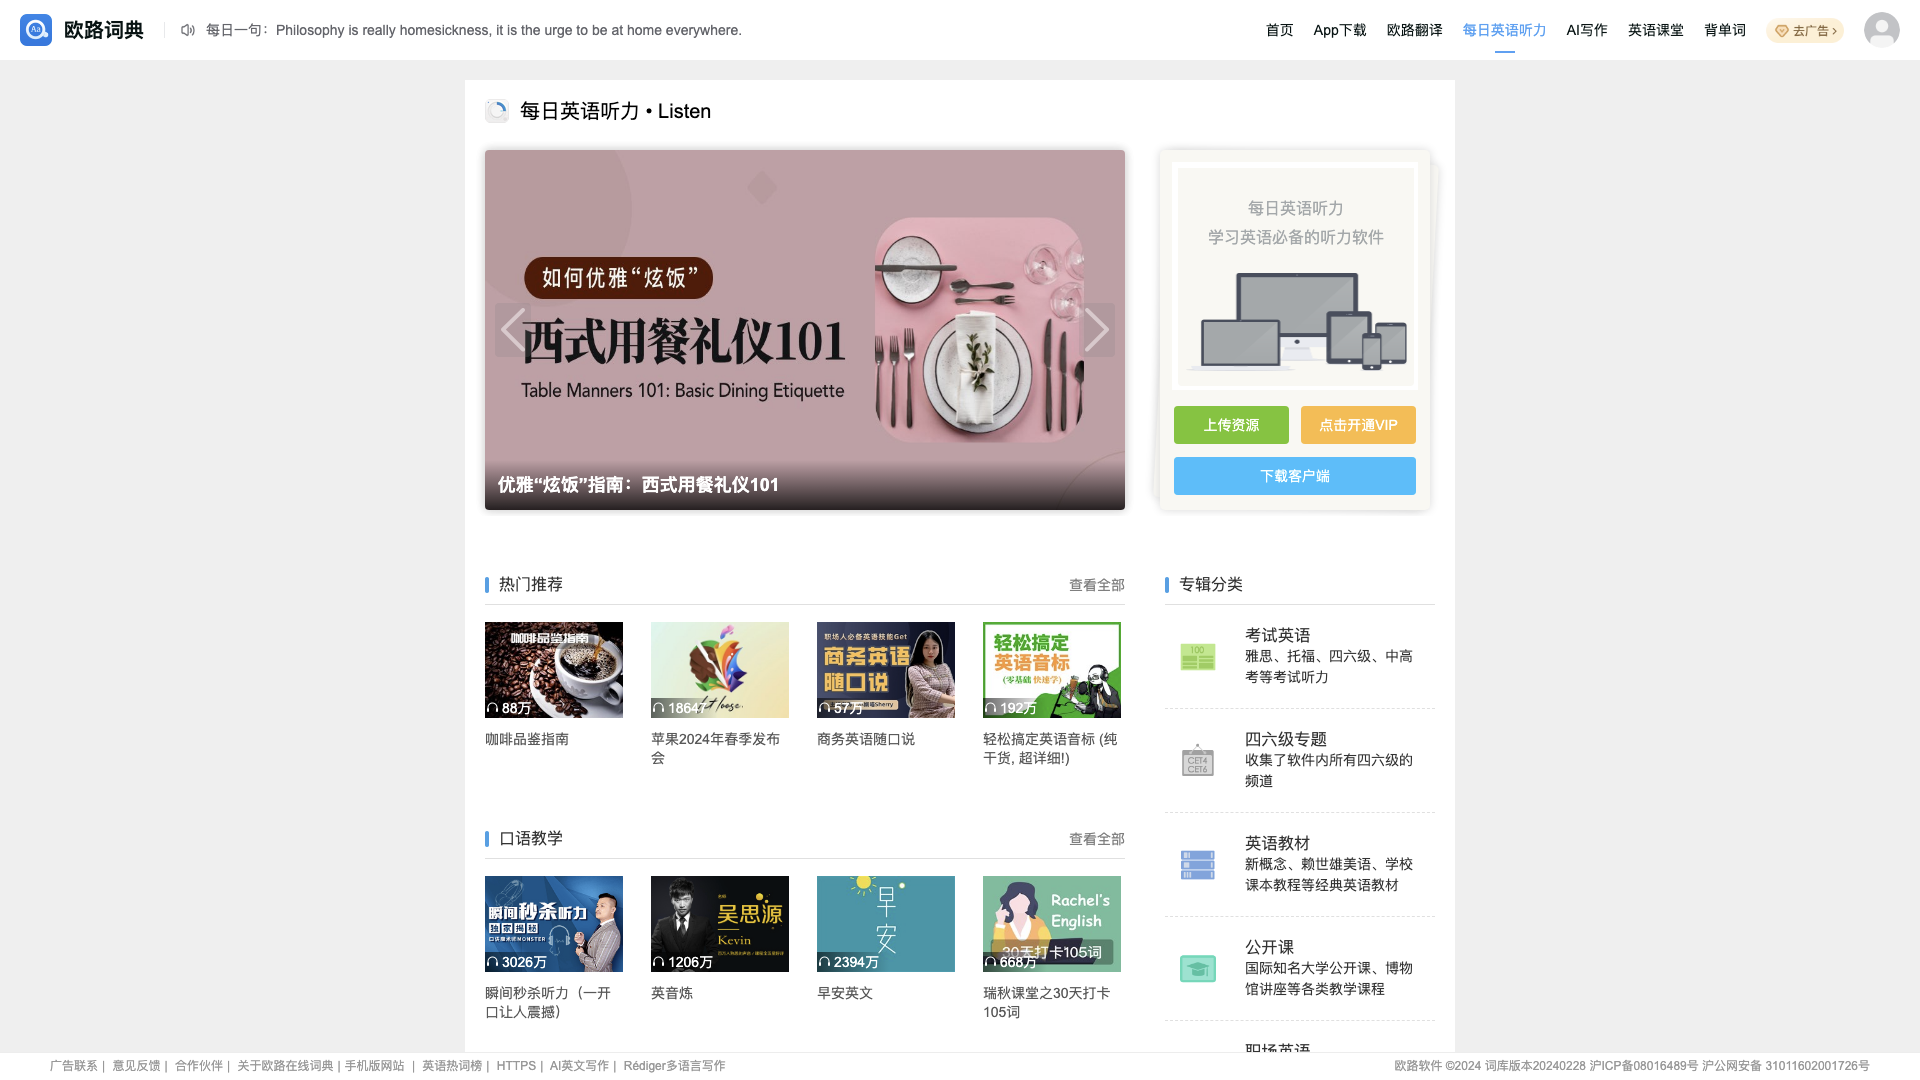 欧路词典
每日一句：Philosophy is really homesickness, it is the urge to be at home everywhere.
首页 App下载 欧路翻译 每日英语听力 AI写作 英语课堂 背单词 去广告
每日英语听力 • Listen
如何优雅“炫饭”
西式用餐礼仪101
Table Manners 101: Basic Dining Etiquette
优雅“炫饭”指南：西式用餐礼仪101
每日英语听力
学习英语必备的听力软件
上传资源 点击开通VIP
下载客户端
热门推荐 查看全部
咖啡品鉴指南
88万
咖啡品鉴指南
let loose.
18647
苹果2024年春季发布会
职场人必备英语技能Get
商务英语
随口说
57万
商务英语随口说
轻松搞定
英语音标
(零基础 快速学)
192万
轻松搞定英语音标 (纯干货, 超详细!)
口语教学 查看全部
瞬间秒杀听力
独家揭秘
3026万
瞬间秒杀听力（一开口让人震撼）
吴思源
Kevin
1206万
英音炼
早安
2394万
早安英文
Rachel's
English
30天打卡105词
668万
瑞秋课堂之30天打卡105词
专辑分类
100
考试英语
雅思、托福、四六级、中高
考等考试听力
CET4
CET6
四六级专题
收集了软件内所有四六级的
频道
英语教材
新概念、赖世雄美语、学校
课本教程等经典英语教材
公开课
国际知名大学公开课、博物
馆讲座等各类教学课程
职场英语
广告联系 | 意见反馈 | 合作伙伴 | 关于欧路在线词典 | 手机版网站 | 英语热词榜 | HTTPS | AI英文写作 | Rédiger多语言写作
欧路软件 ©2024 词库版本20240228 沪ICP备08016489号 沪公网安备 31011602001726号